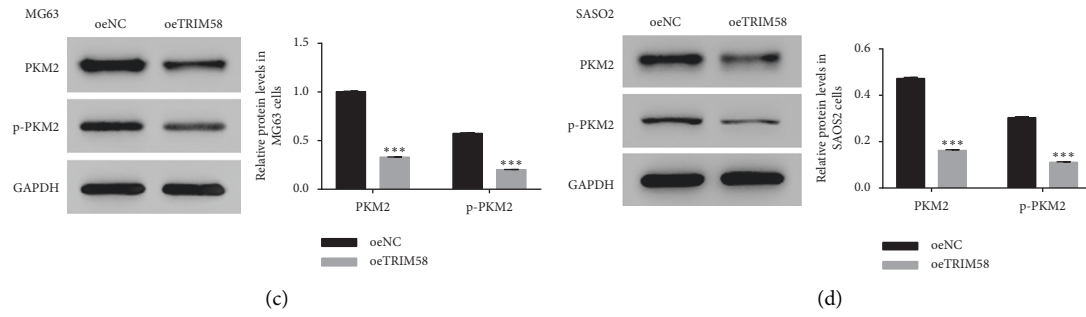 MG63
oeNC oeTRIM58
PKM2
p-PKM2
GAPDH
Relative protein levels in
MG63 cells
1.5
1.0
0.5
0.0
***
***
PKM2 p-PKM2
oeNC
oeTRIM58
(c)
SASO2
oeNC oeTRIM58
PKM2
p-PKM2
GAPDH
Relative protein levels in
SAOS2 cells
0.6
0.4
0.2
0.0
***
***
PKM2 p-PKM2
oeNC
oeTRIM58
(d)